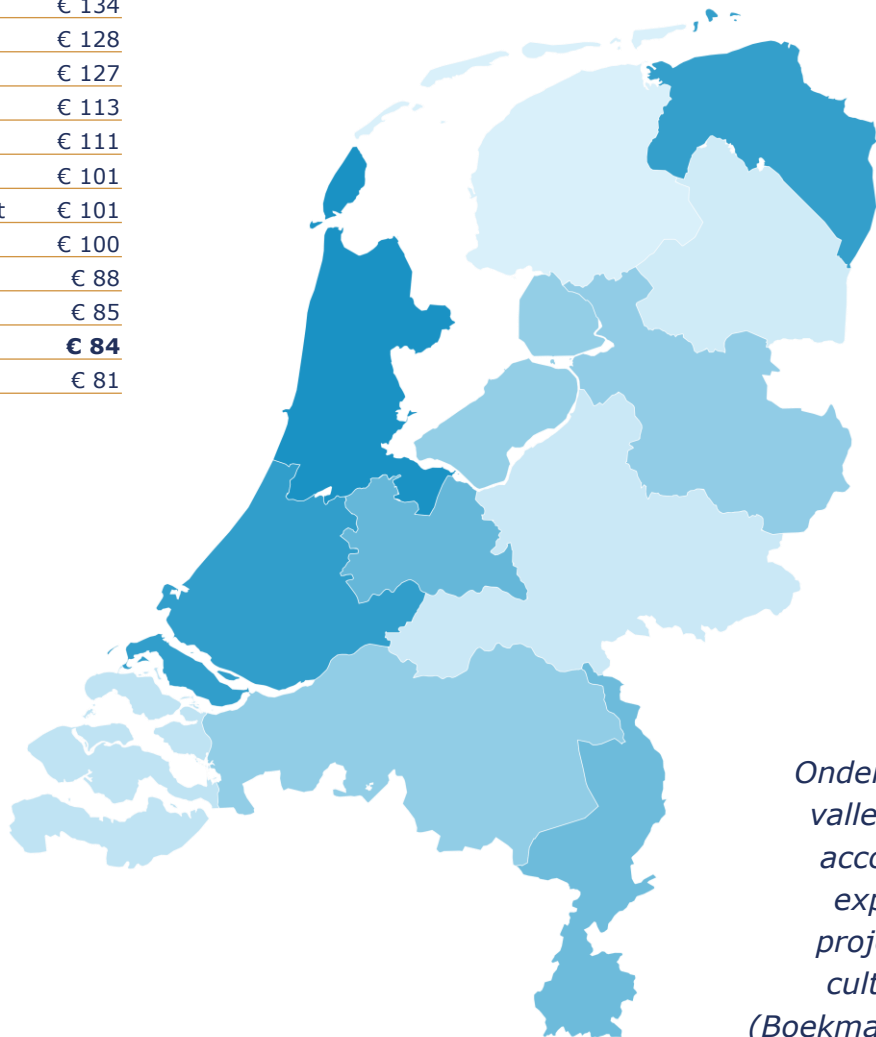 € 134
€ 128
€ 127
€ 113
€ 111
€ 101
t € 101
€ 100
€ 88
€ 85
€ 84
€ 81
Onder
valle
acco
exp
proj
cult
(Boekma